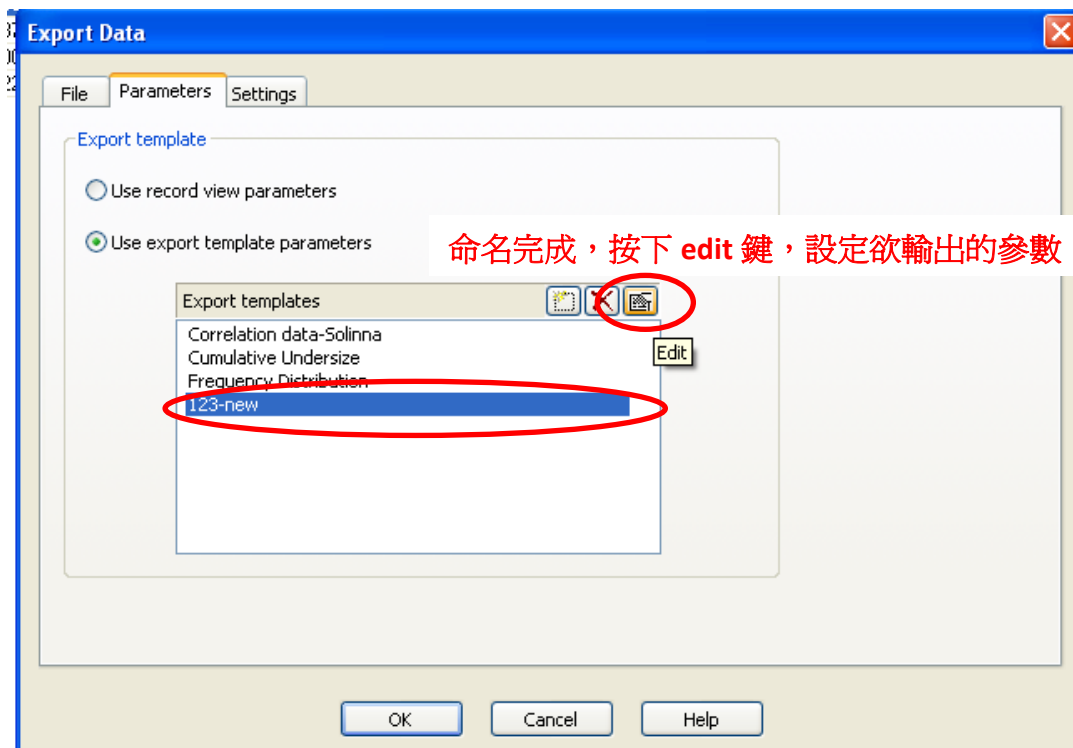 Export Data
File Parameters Settings
Export template
Use record view parameters
Use export template parameters
命名完成，按下 edit 鍵，設定欲輸出的參數
Export templates
Correlation data-Solinna
Cumulative Undersize
Edit
Frequency Distribution
123-new
OK Cancel Help